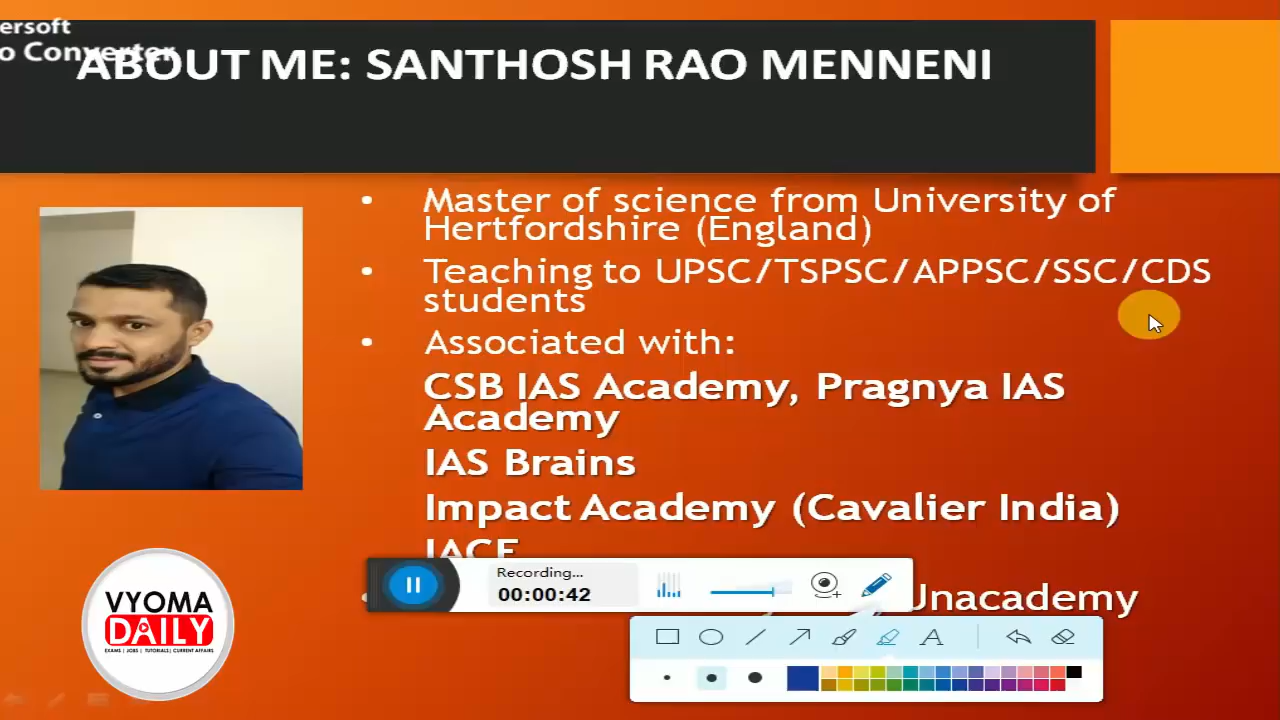 ersoft
o Converter
ABOUT ME: SANTHOSH RAO MENNENI
• Master of science from University of
Hertfordshire (England)
• Teaching to UPSC/TSPSC/APPSC/SSC/CDS
students
• Associated with:
CSB IAS Academy, Pragnya IAS
Academy
IAS Brains
Impact Academy (Cavalier India)
IACE
Unacademy
Recording...
00:00:42
A
VYOMA
DAILY
EXAMS | JOBS | TUTORIALS | CURRENT AFFAIRS